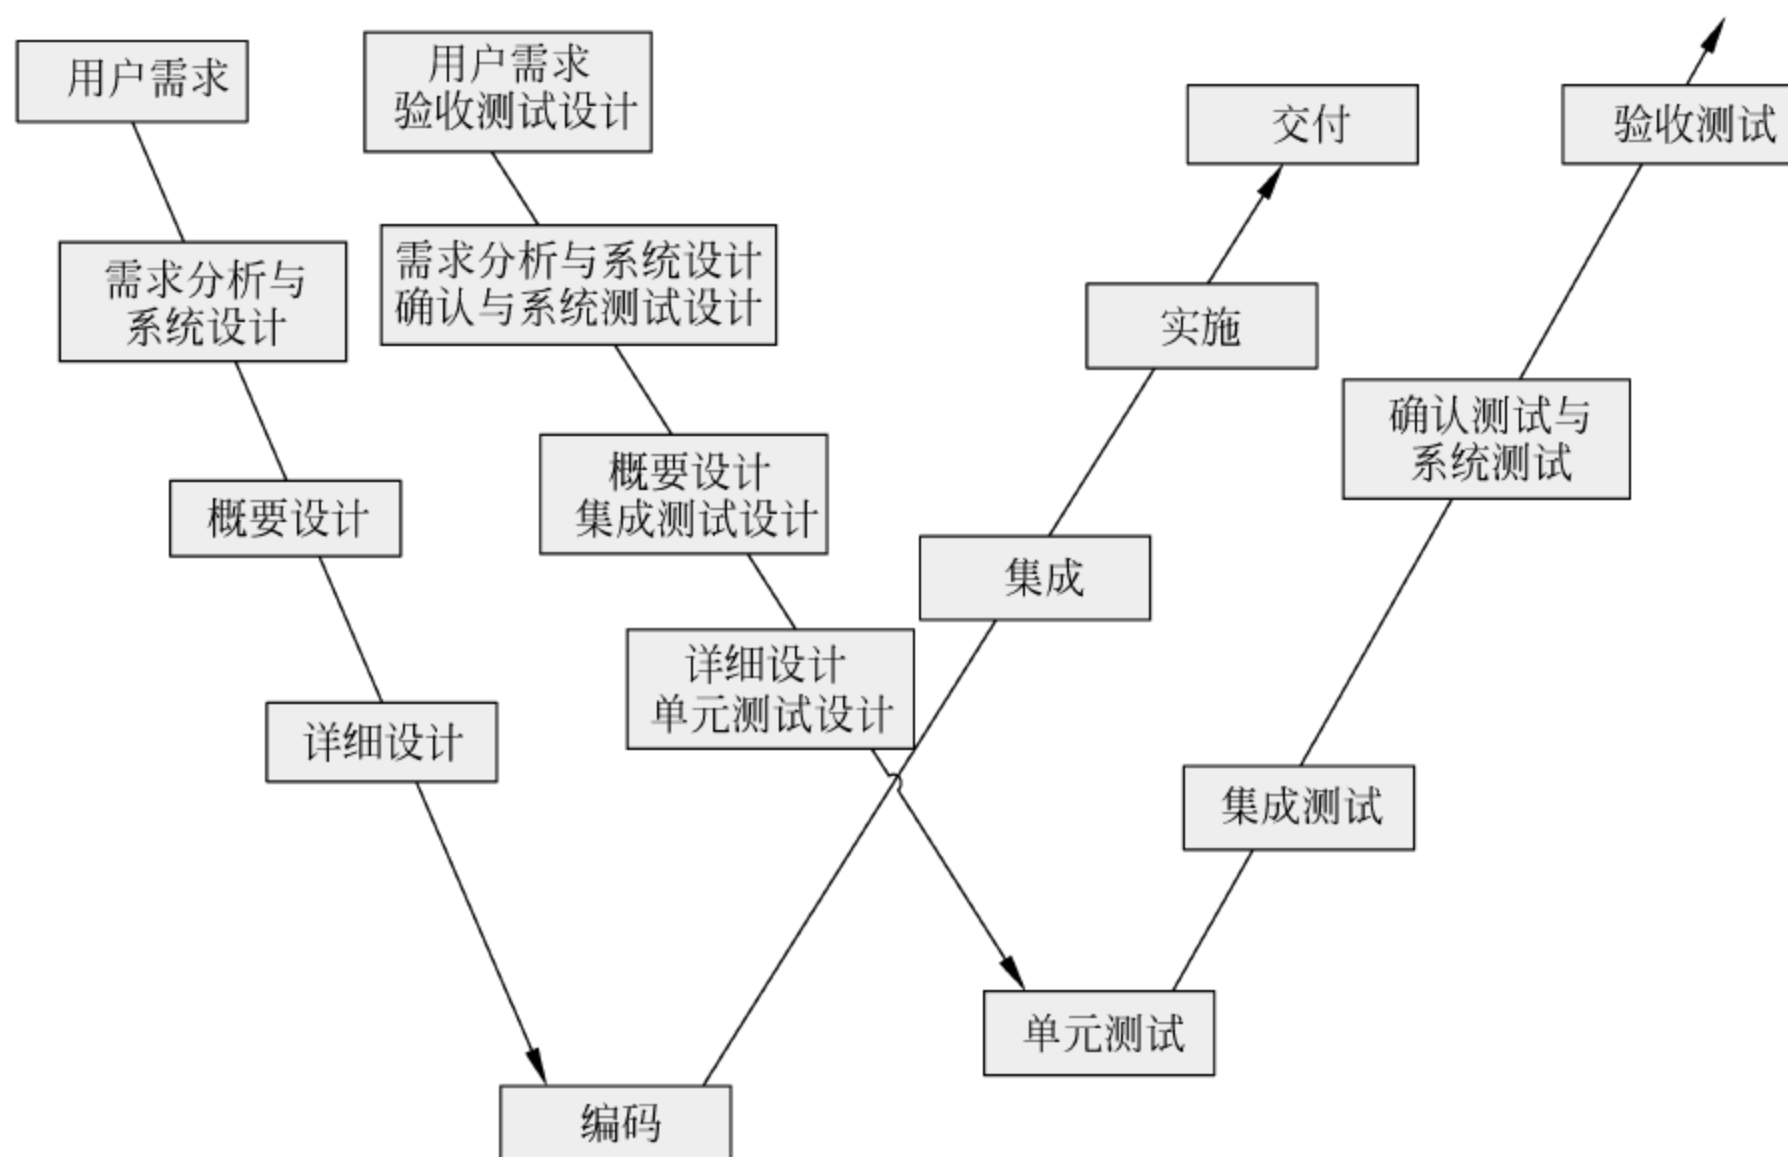 用户需求
用户需求
验收测试设计
交付
验收测试
需求分析与
系统设计
需求分析与系统设计
确认与系统测试设计
实施
确认测试与
系统测试
概要设计
概要设计
集成测试设计
集成
详细设计
详细设计
单元测试设计
集成测试
单元测试
编码